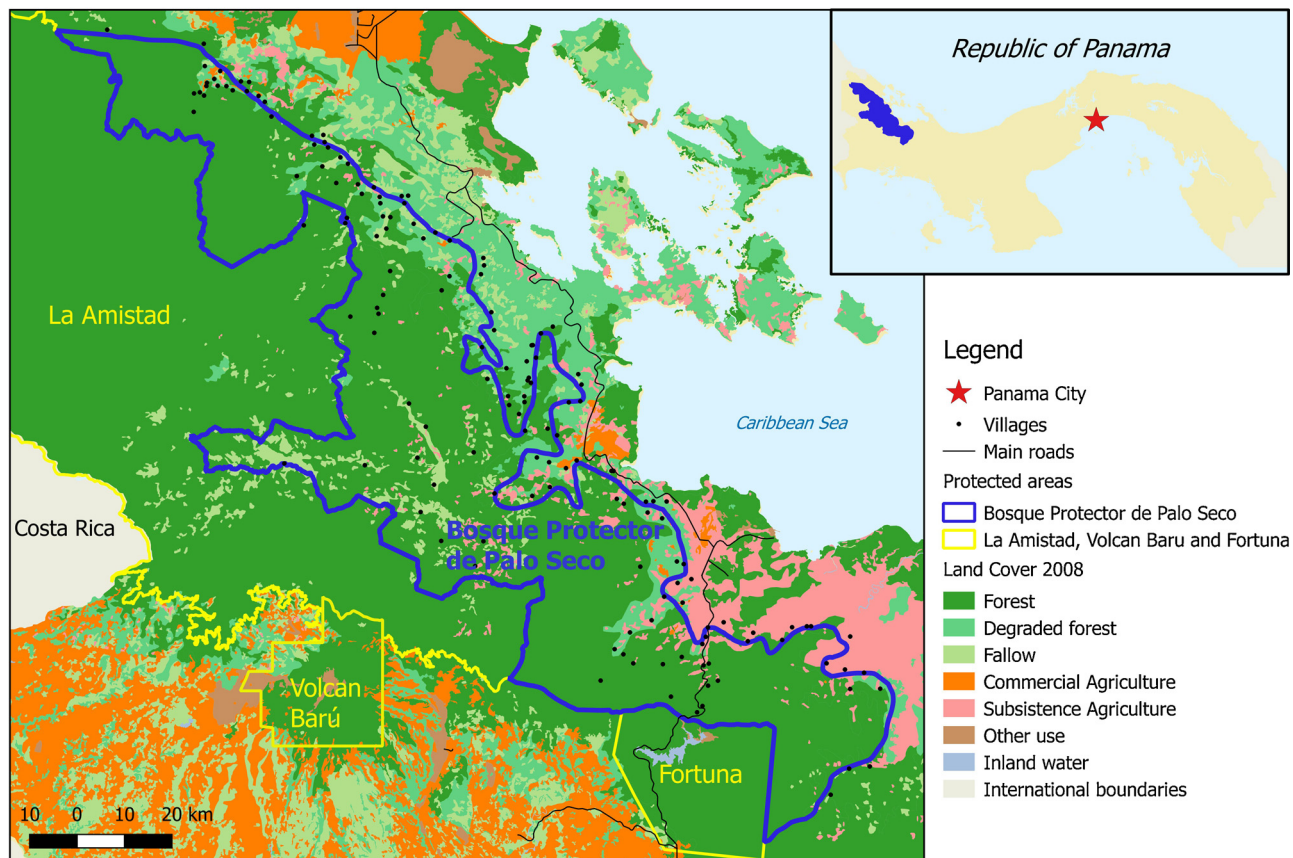 Republic of Panama
La Amistad
Caribbean Sea
Costa Rica
Bosque Protector
de Palo Seco
Volcan
Barú
Fortuna
10 0 10 20 km
Legend
Panama City
Villages
Main roads
Protected areas
Bosque Protector de Palo Seco
La Amistad, Volcan Baru and Fortuna
Land Cover 2008
Forest
Degraded forest
Fallow
Commercial Agriculture
Subsistence Agriculture
Other use
Inland water
International boundaries